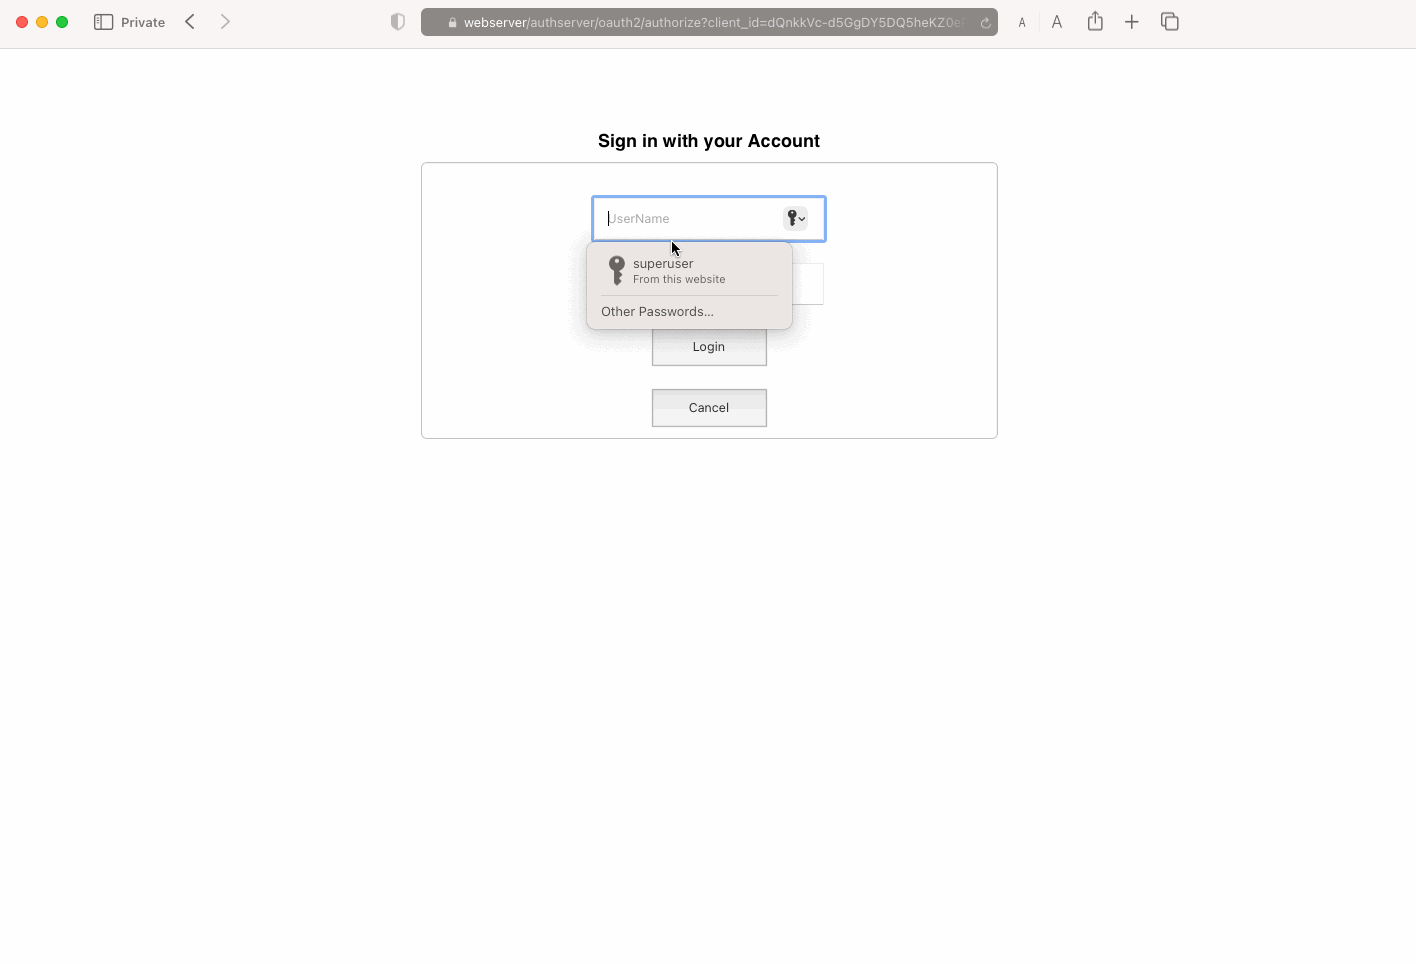 Private
webserver/authserver/oauth2/authorize?client_id=dQnkkVc-d5GgDY5DQ5heKZ0e
A A
Sign in with your Account
UserName
superuser
From this website
Other Passwords...
Login
Cancel